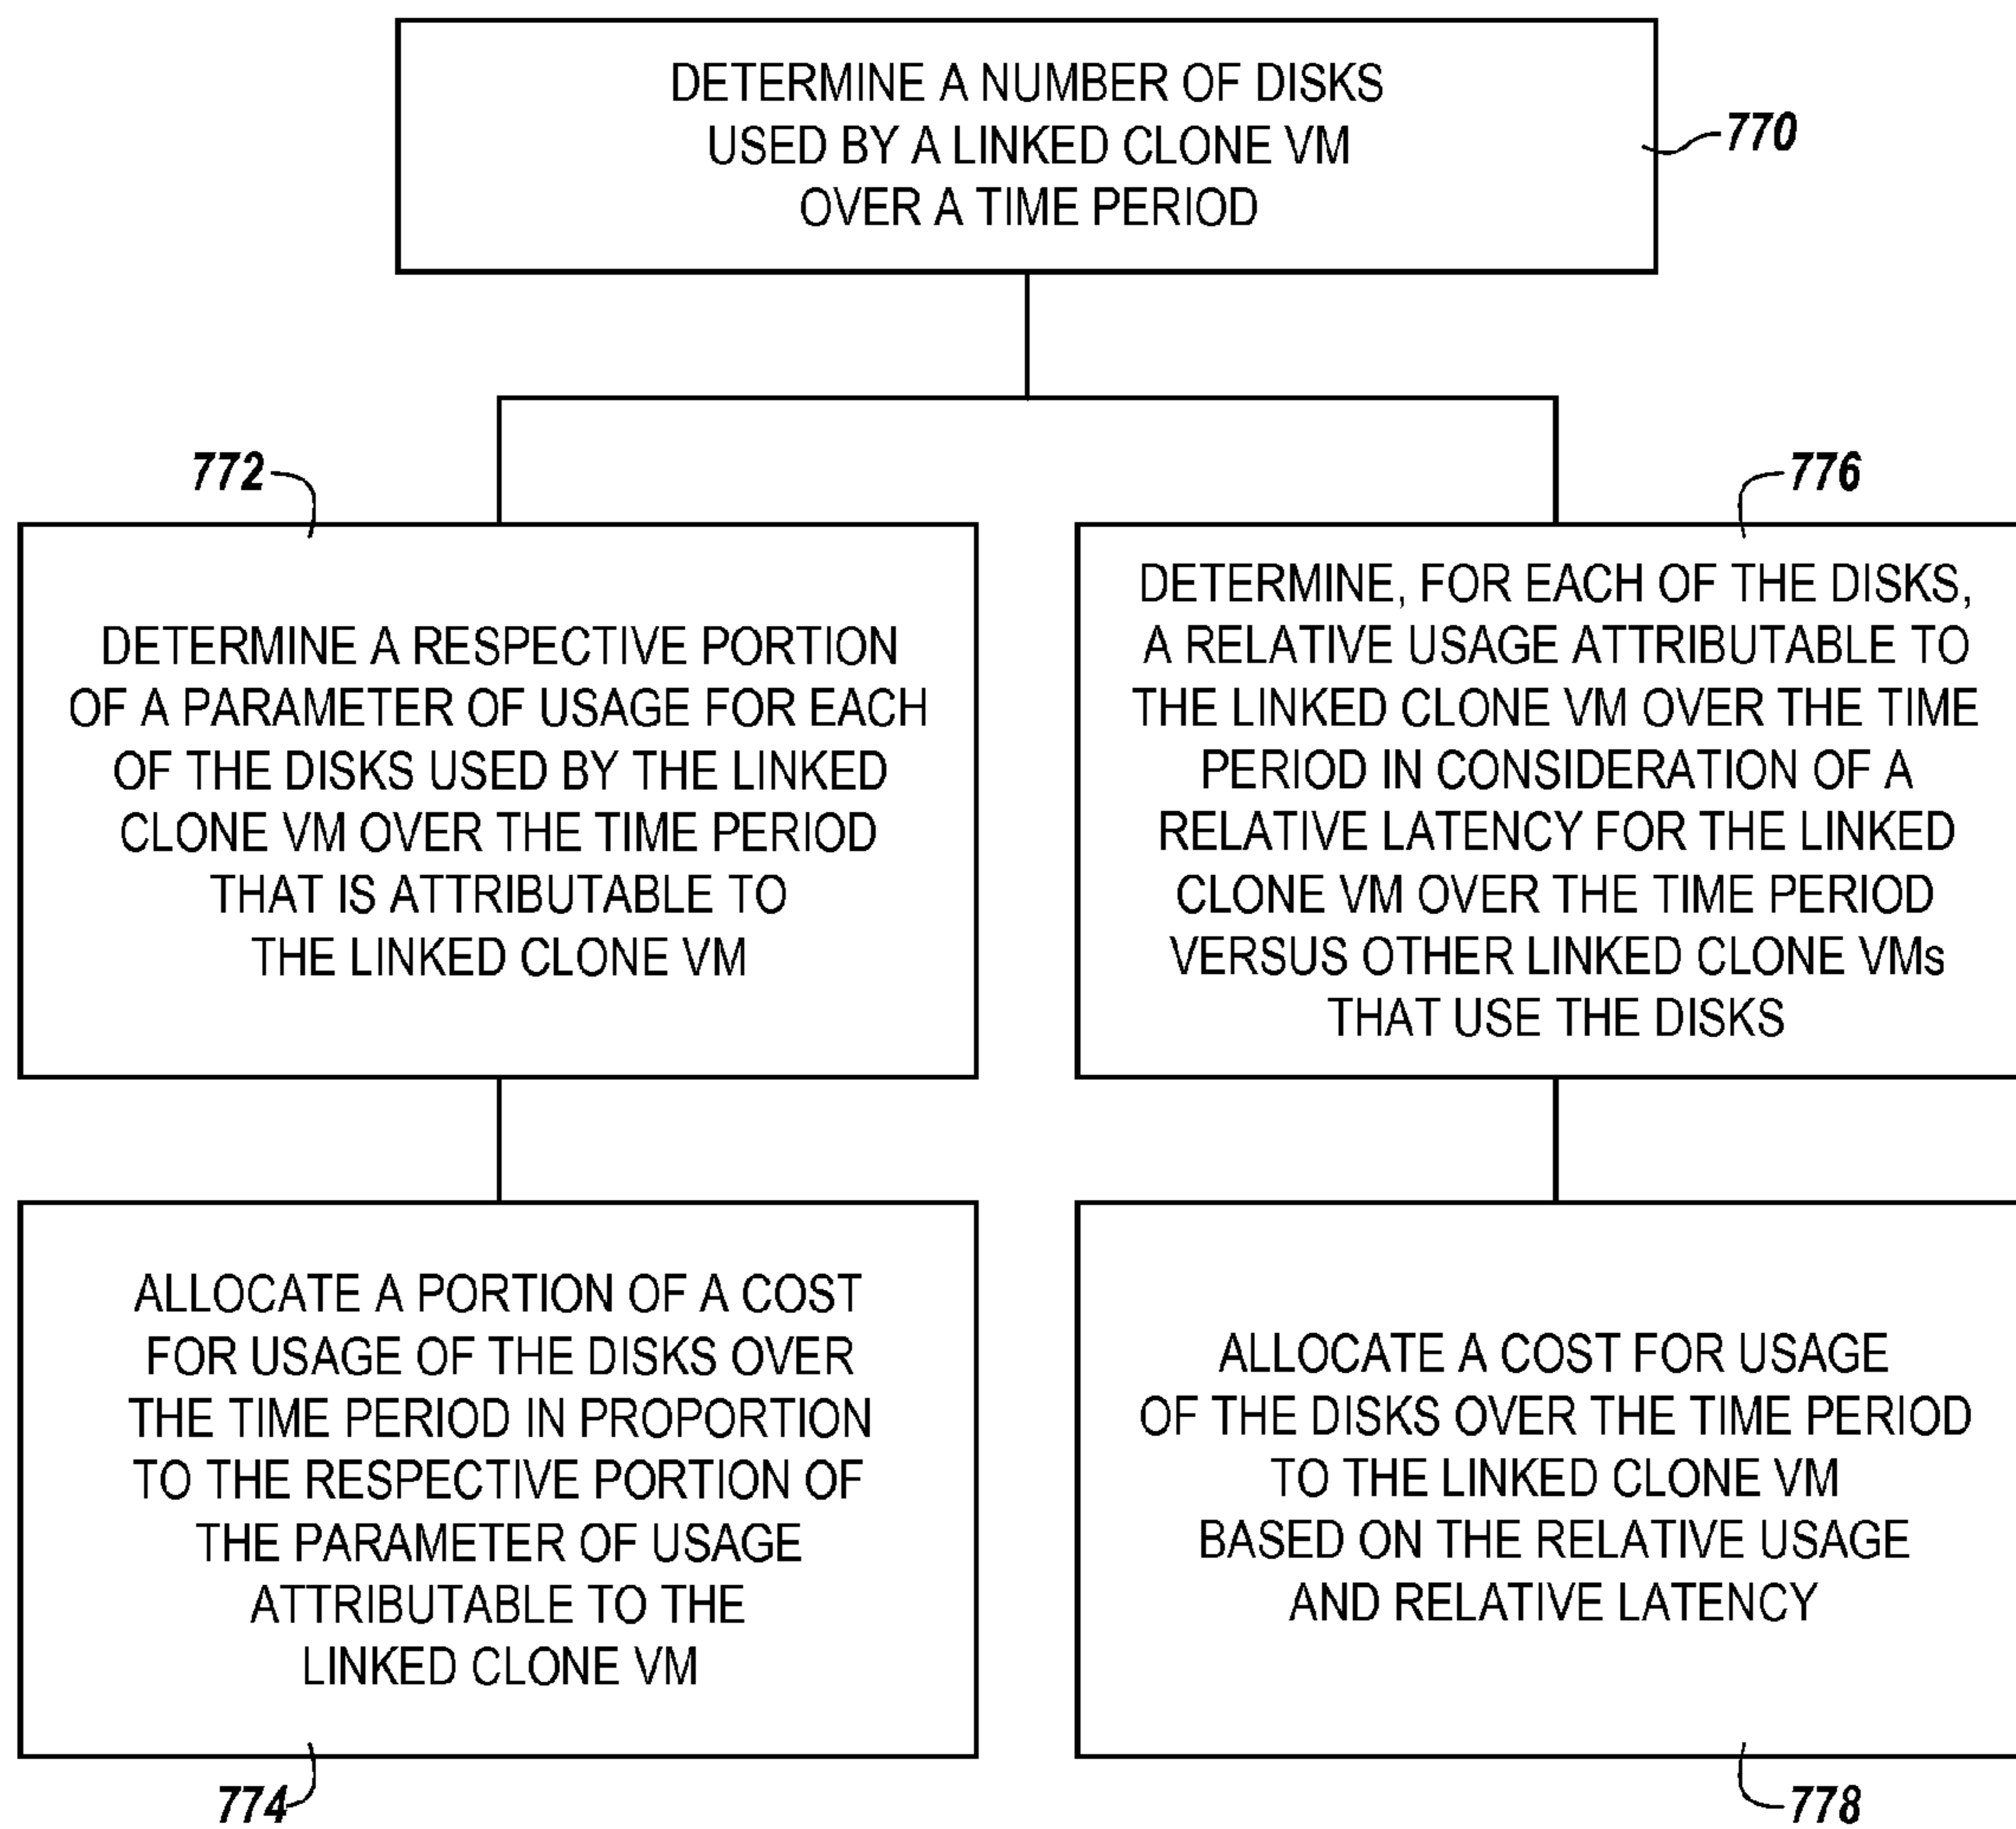 DETERMINE A NUMBER OF DISKS
USED BY A LINKED CLONE VM
OVER A TIME PERIOD
770
772
DETERMINE A RESPECTIVE PORTION
OF A PARAMETER OF USAGE FOR EACH
OF THE DISKS USED BY THE LINKED
CLONE VM OVER THE TIME PERIOD
THAT IS ATTRIBUTABLE TO
THE LINKED CLONE VM
776
DETERMINE, FOR EACH OF THE DISKS,
A RELATIVE USAGE ATTRIBUTABLE TO
THE LINKED CLONE VM OVER THE TIME
PERIOD IN CONSIDERATION OF A
RELATIVE LATENCY FOR THE LINKED
CLONE VM OVER THE TIME PERIOD
VERSUS OTHER LINKED CLONE VMs
THAT USE THE DISKS
ALLOCATE A PORTION OF A COST
FOR USAGE OF THE DISKS OVER
THE TIME PERIOD IN PROPORTION
TO THE RESPECTIVE PORTION OF
THE PARAMETER OF USAGE
ATTRIBUTABLE TO THE
LINKED CLONE VM
774
ALLOCATE A COST FOR USAGE
OF THE DISKS OVER THE TIME PERIOD
TO THE LINKED CLONE VM
BASED ON THE RELATIVE USAGE
AND RELATIVE LATENCY
778